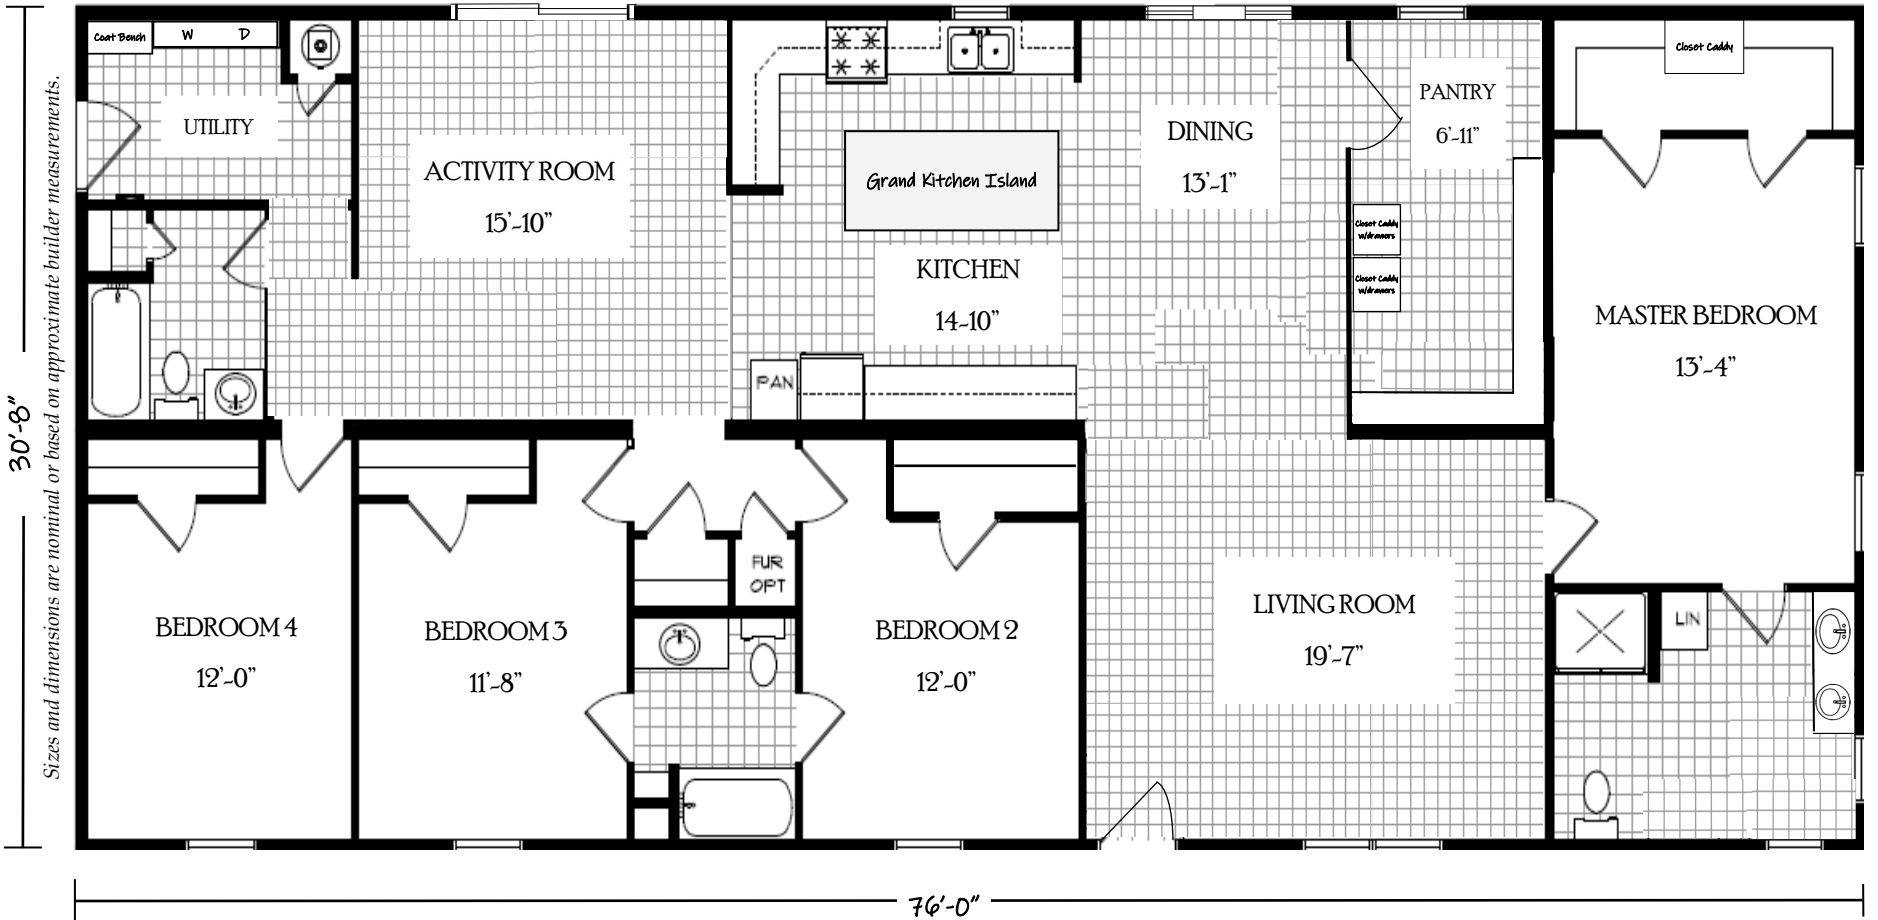 Coat Bench
W D
UTILITY
ACTIVITY ROOM
15'-10"
Grand Kitchen Island
KITCHEN
14-10"
PAN
DINING
13'-1"
PANTRY
6'-11"
Closet Caddy
w/drawers
Closet Caddy
w/drawers
Closet Caddy
MASTER BEDROOM
13'-4"
BEDROOM 4
12'-0"
BEDROOM 3
11'-8"
FUR
OPT
BEDROOM 2
12'-0"
LIVING ROOM
19'-7"
LIN
30'-8"
Sizes and dimensions are nominal or based on approximate builder measurements.
76'-0"